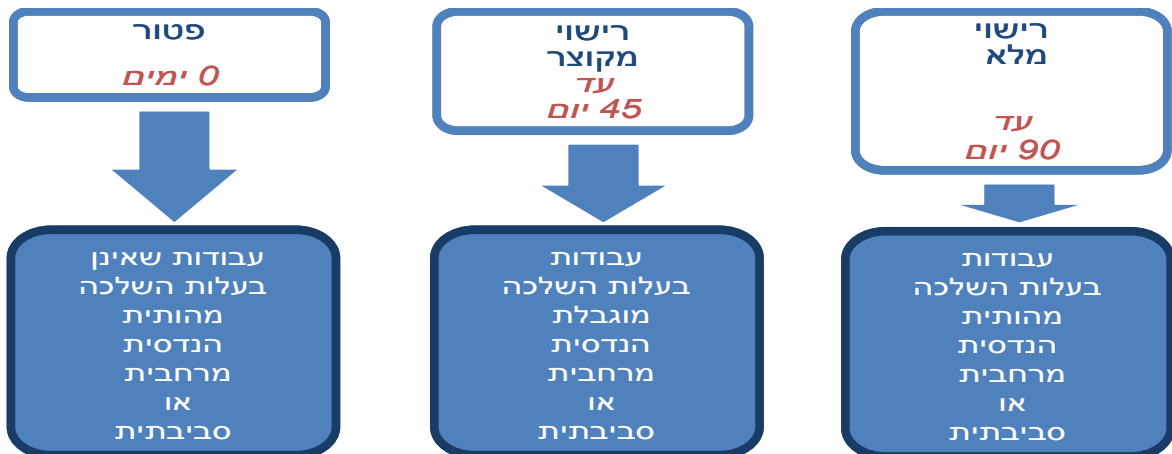 רישוי
מלא
עד
90 יום
עבודות
בעלות השלכה
מהותית
הנדסית
מרחבית
או
סביבתית
רישוי
מקוצר
עד
45 יום
עבודות
בעלות השלכה
מוגבלת
הנדסית
מרחבית
או
סביבתית
פטור
0 ימים
עבודות שאינן
בעלות השלכה
מהותית
הנדסית
מרחבית
או
סביבתית